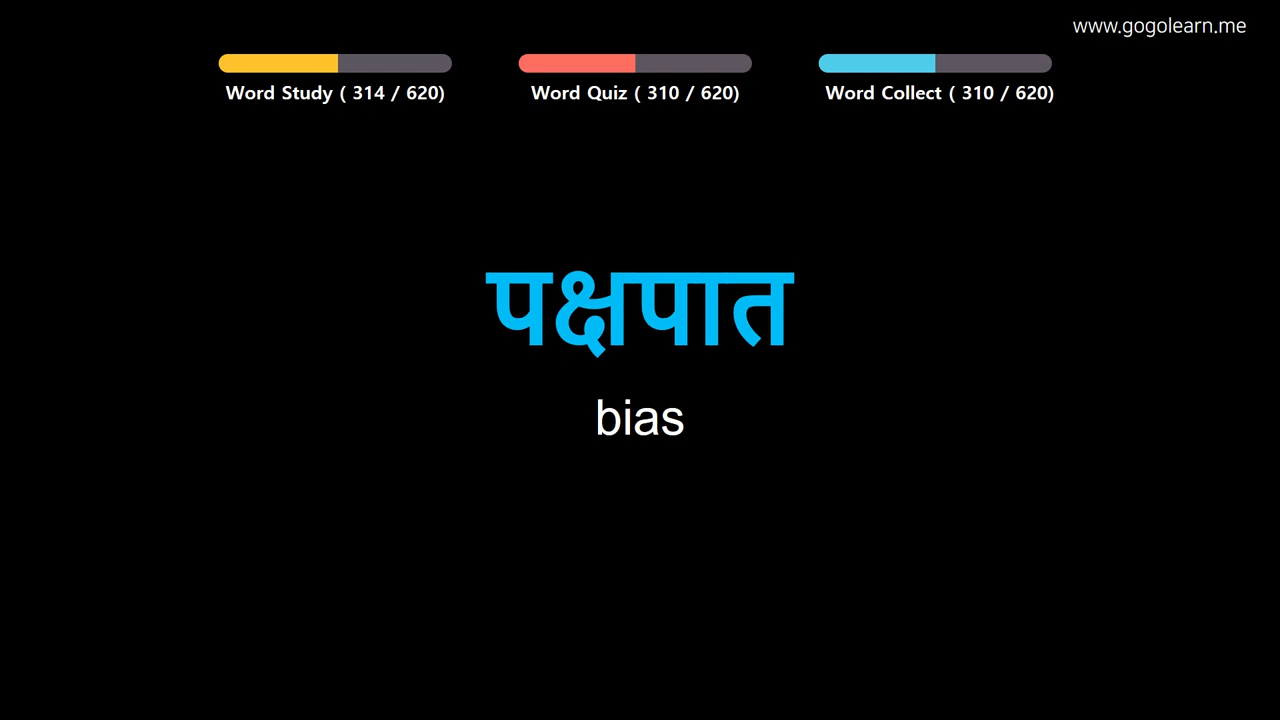 www.gogolearn.me
Word Study ( 314 / 620)
Word Quiz ( 310 / 620)
Word Collect ( 310 / 620)
पक्षपात
bias